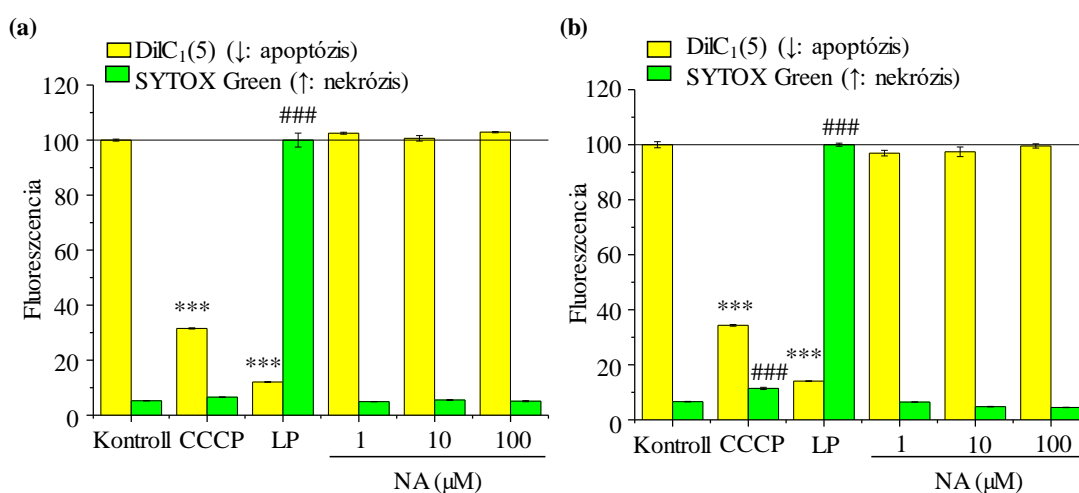 (a)
DilC₁(5) (↓: apoptózis)
SYTOX Green (↑: nekrózis)
120
100
80
60
40
20
0
Fluoreszcencia
***
***
###
Kontroll CCCP LP 1 10 100
NA (µM)
(b)
DilC₁(5) (↓: apoptózis)
SYTOX Green (↑: nekrózis)
120
100
80
60
40
20
0
Fluoreszcencia
***
###
***
###
Kontroll CCCP LP 1 10 100
NA (µM)